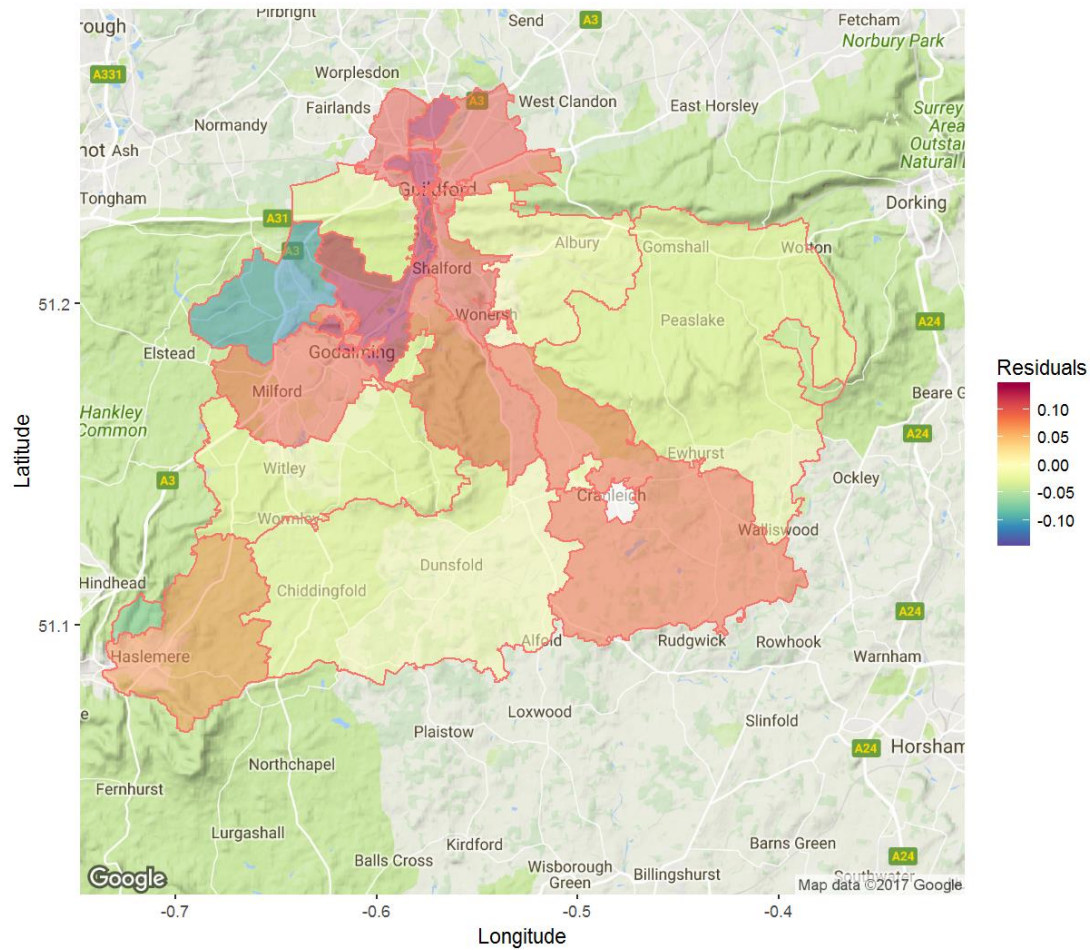 Pirbright
rough
Send
A3
Fetcham
Norbury Park
A331
Worplesdon
A3
West Clandon
Fairlands
East Horsley
Normandy
Surrey
Area
Outstan
Natural
not Ash
Guildford
Tongham
Dorking
A31
Albury
Gomshall
Wotton
A3
Shalford
51.2
Wonersh
Peaslake
A24
Elstead
Godalming
Milford
Beare G
Hankley
Common
A24
Witley
Ewhurst
Ockley
A3
Cranleigh
Wormley
Walliswood
Dunsfold
Hindhead
Chiddingfold
A24
51.1
Alfold
Rudgwick
Rowhook
Haslemere
Warnham
Loxwood
Slinfold
Plaistow
A24
Horsham
Northchapel
Fernhurst
Lurgashall
Kirdford
Barns Green
Balls Cross
A24
Wisborough
Green
Billingshurst
Southwater
Google
Map data ©2017 Google
-0.7
-0.6
-0.5
-0.4
Longitude
Latitude
Residuals
0.10
0.05
0.00
-0.05
-0.10